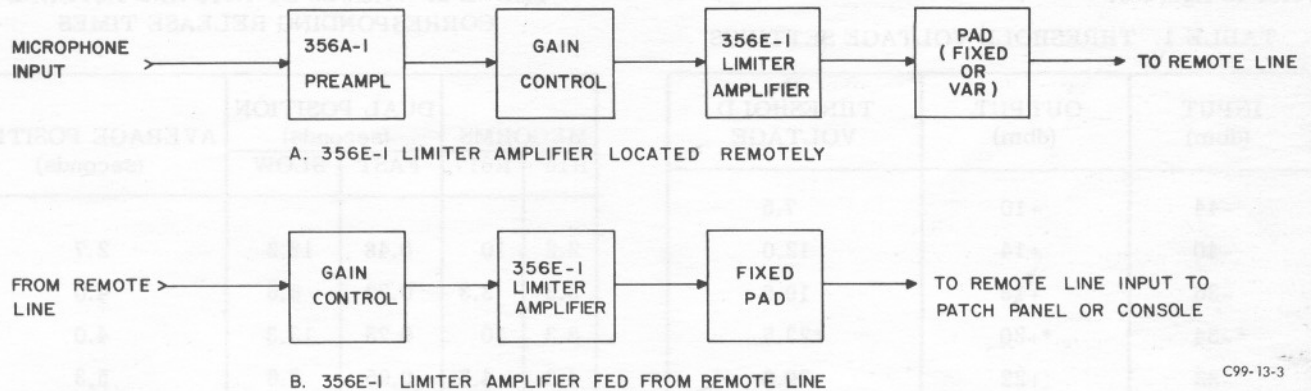 MICROPHONE INPUT
356A-1 PREAMPL
GAIN CONTROL
356E-1 LIMITER AMPLIFIER
PAD (FIXED OR VAR)
TO REMOTE LINE
A. 356E-1 LIMITER AMPLIFIER LOCATED REMOTELY
FROM REMOTE LINE
GAIN CONTROL
356E-1 LIMITER AMPLIFIER
FIXED PAD
TO REMOTE LINE INPUT TO
PATCH PANEL OR CONSOLE
B. 356E-1 LIMITER AMPLIFIER FED FROM REMOTE LINE
C99-13-3